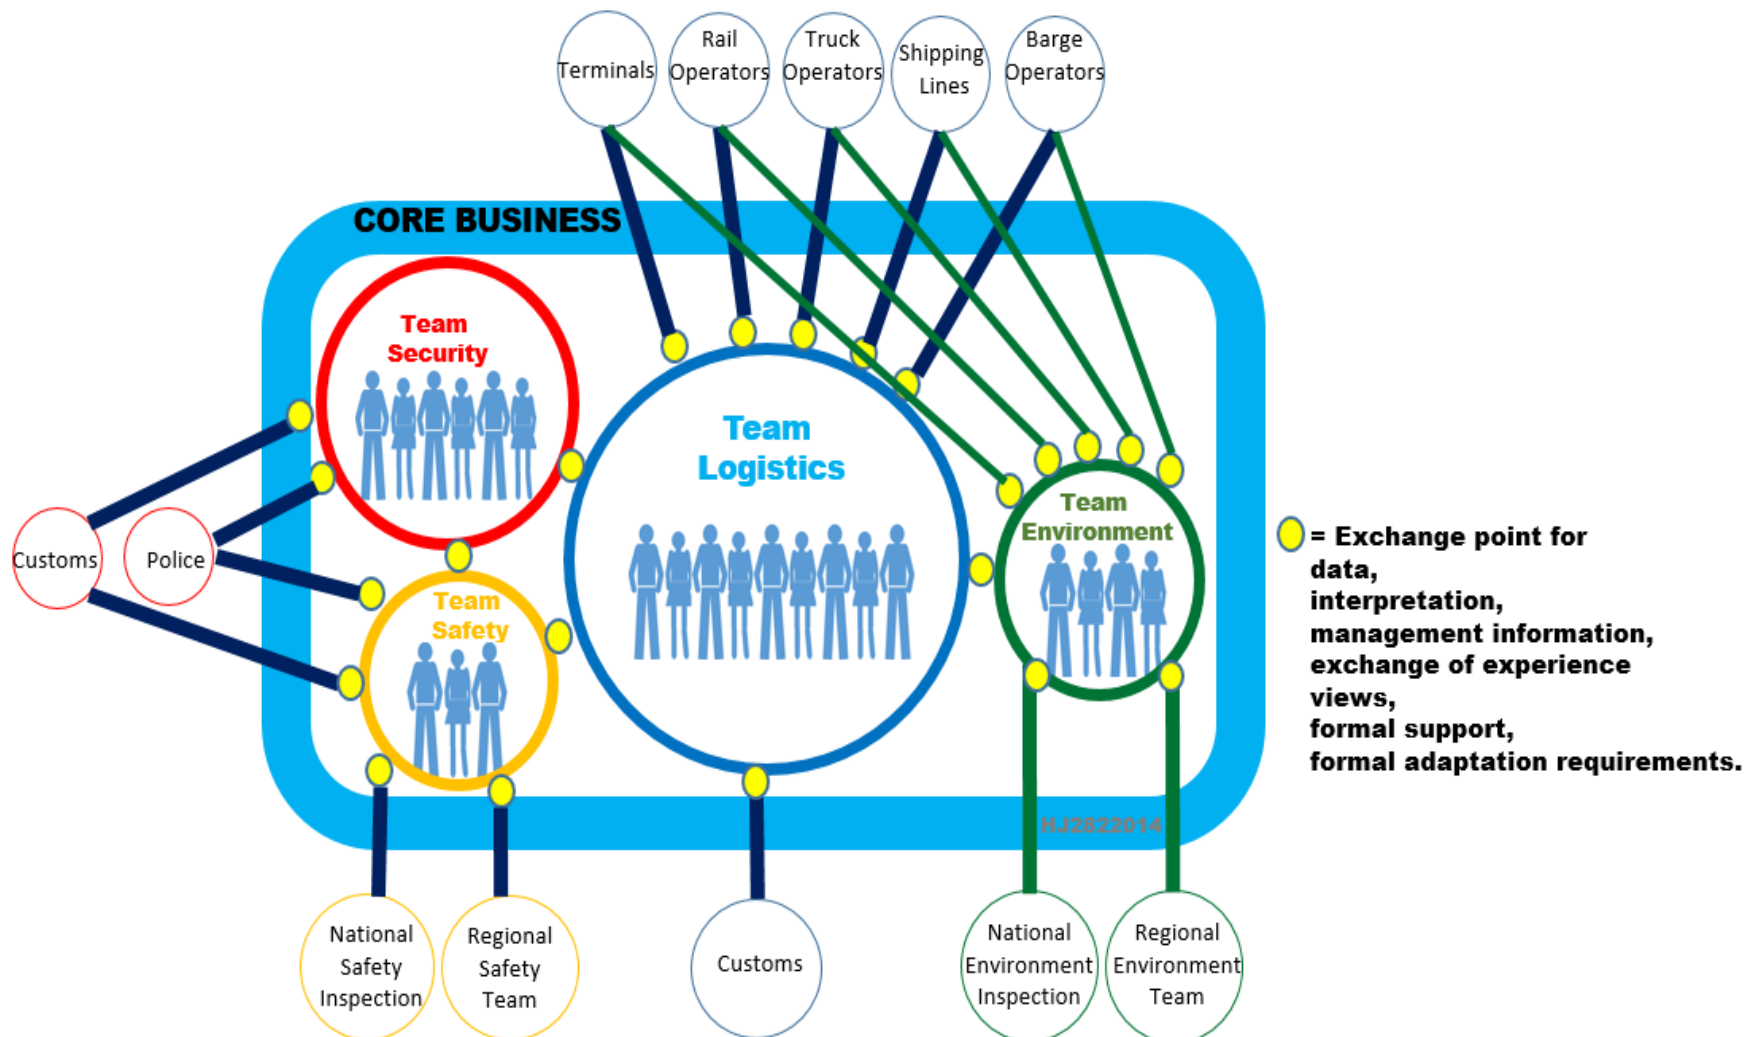 Terminals
Rail
Operators
Truck
Operators
Shipping
Lines
Barge
Operators
CORE BUSINESS
Team
Security
Team
Logistics
Team
Environment
Customs
Police
Team
Safety
= Exchange point for
data,
interpretation,
management information,
exchange of experience
views,
formal support,
formal adaptation requirements.
HJ2822014
National
Safety
Inspection
Regional
Safety
Team
Customs
National
Environment
Inspection
Regional
Environment
Team